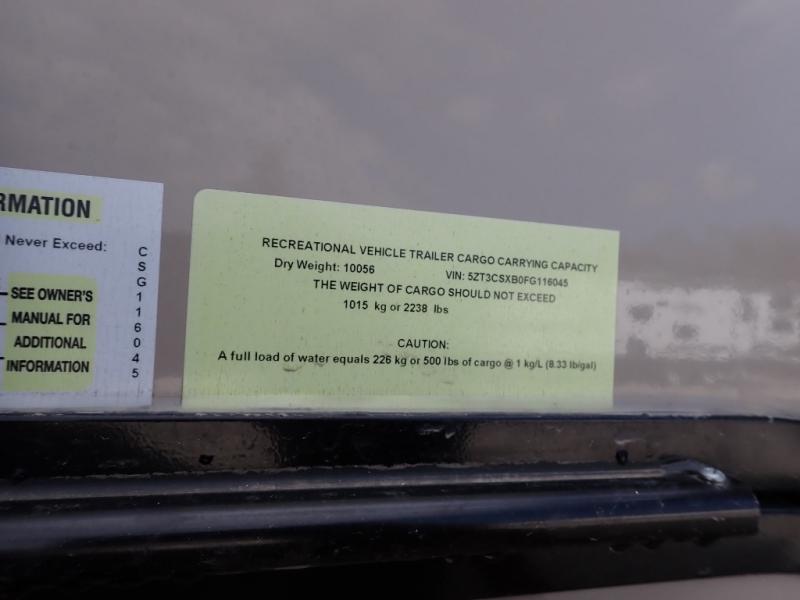 RMATION
Never Exceed:
SEE OWNER'S
MANUAL FOR
ADDITIONAL
INFORMATION
C
S
G
1
1
6
0
4
5
RECREATIONAL VEHICLE TRAILER CARGO CARRYING CAPACITY
Dry Weight: 10056 VIN: 5ZT3CSXB0FG116045
THE WEIGHT OF CARGO SHOULD NOT EXCEED
1015 kg or 2238 lbs
CAUTION:
A full load of water equals 226 kg or 500 lbs of cargo @ 1 kg/L (8.33 lb/gal)